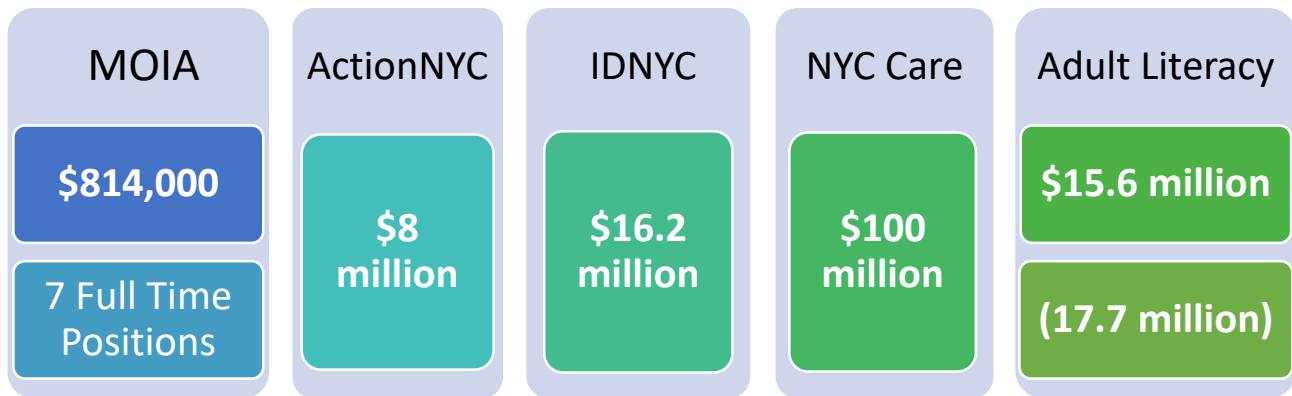 MOIA
$814,000
7 Full Time
Positions
ActionNYC
$8
million
IDNYC
$16.2
million
NYC Care
$100
million
Adult Literacy
$15.6 million
(17.7 million)